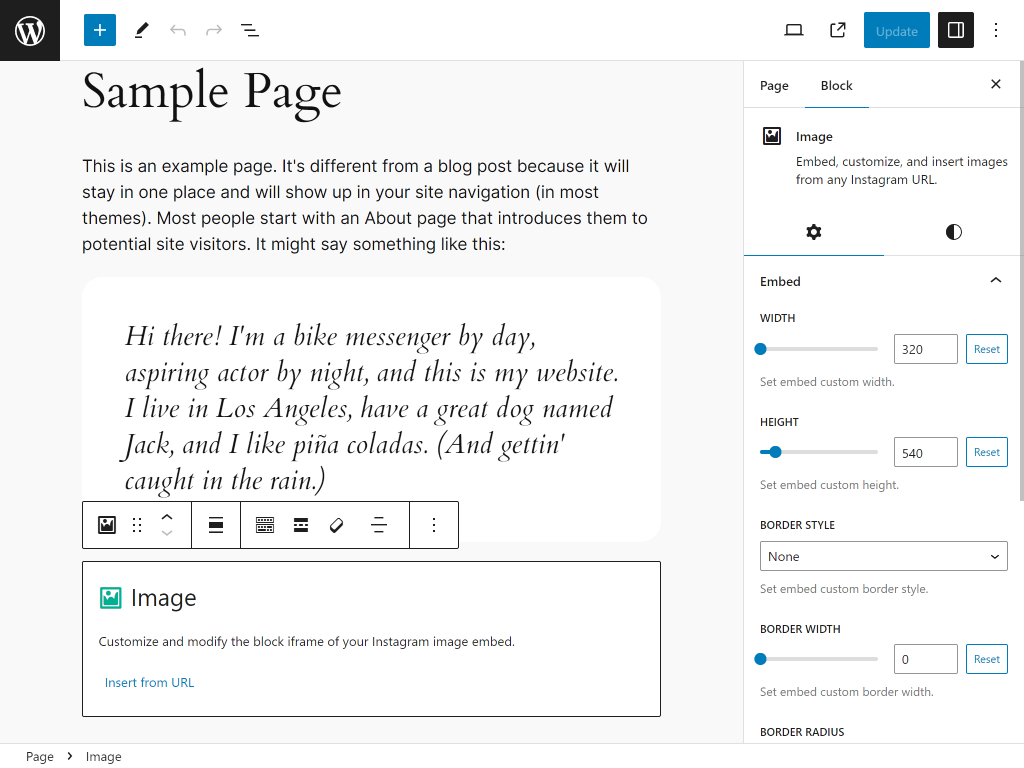 Update
Sample Page
This is an example page. It's different from a blog post because it will
stay in one place and will show up in your site navigation (in most
themes). Most people start with an About page that introduces them to
potential site visitors. It might say something like this:
Hi there! I'm a bike messenger by day,
aspiring actor by night, and this is my website.
I live in Los Angeles, have a great dog named
Jack, and I like piña coladas. (And gettin'
caught in the rain.)
Image
Customize and modify the block iframe of your Instagram image embed.
Insert from URL
Page Block
Image
Embed, customize, and insert images
from any Instagram URL.
Embed
WIDTH
320 Reset
Set embed custom width.
HEIGHT
540 Reset
Set embed custom height.
BORDER STYLE
None
Set embed custom border style.
BORDER WIDTH
0 Reset
Set embed custom border width.
BORDER RADIUS
Page Image